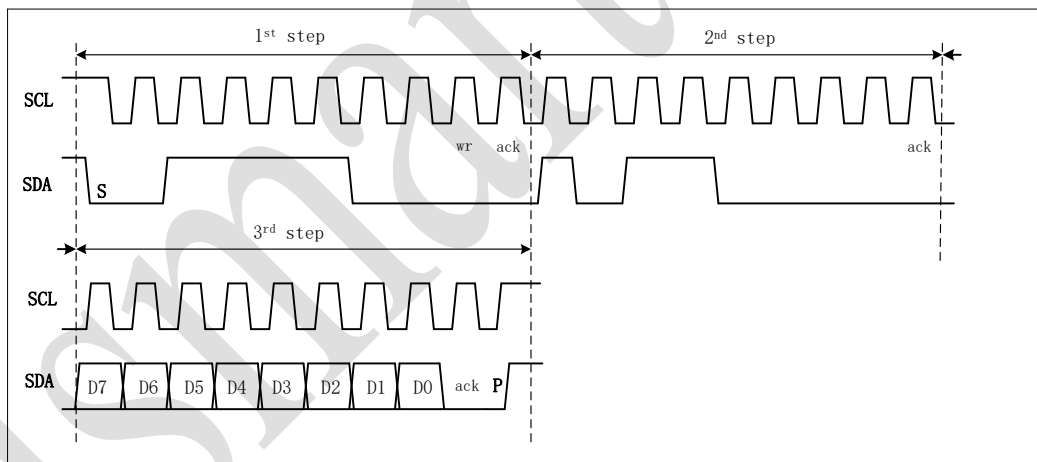 1st step
2nd step
SCL
wr ack
ack
SDA
S
3rd step
SCL
SDA
D7 D6 D5 D4 D3 D2 D1 D0 ack P